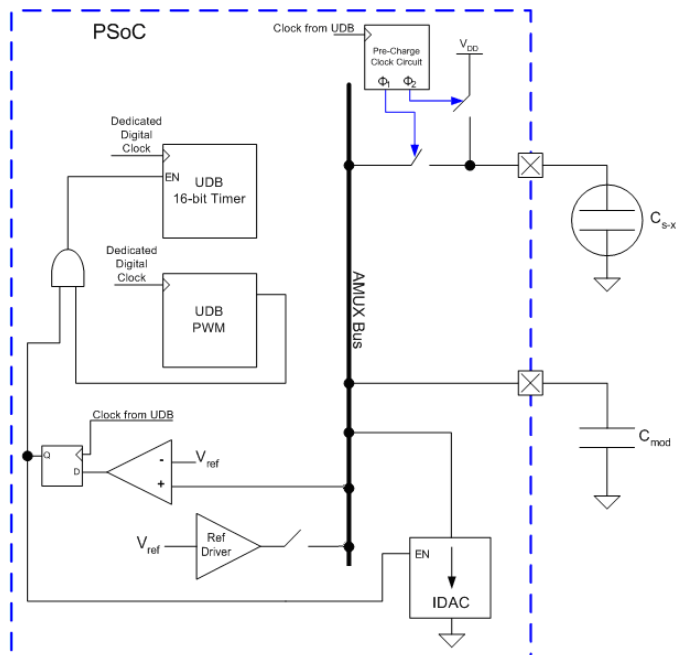 PSoC
Clock from UDB
Pre-Charge
Clock Circuit
Φ1 Φ2
VDD
Dedicated
Digital
Clock
EN
UDB
16-bit Timer
Cs-x
Dedicated
Digital
Clock
UDB
PWM
AMUX Bus
Clock from UDB
Q
D
-
+
Vref
Cmod
Vref
Ref
Driver
EN
IDAC